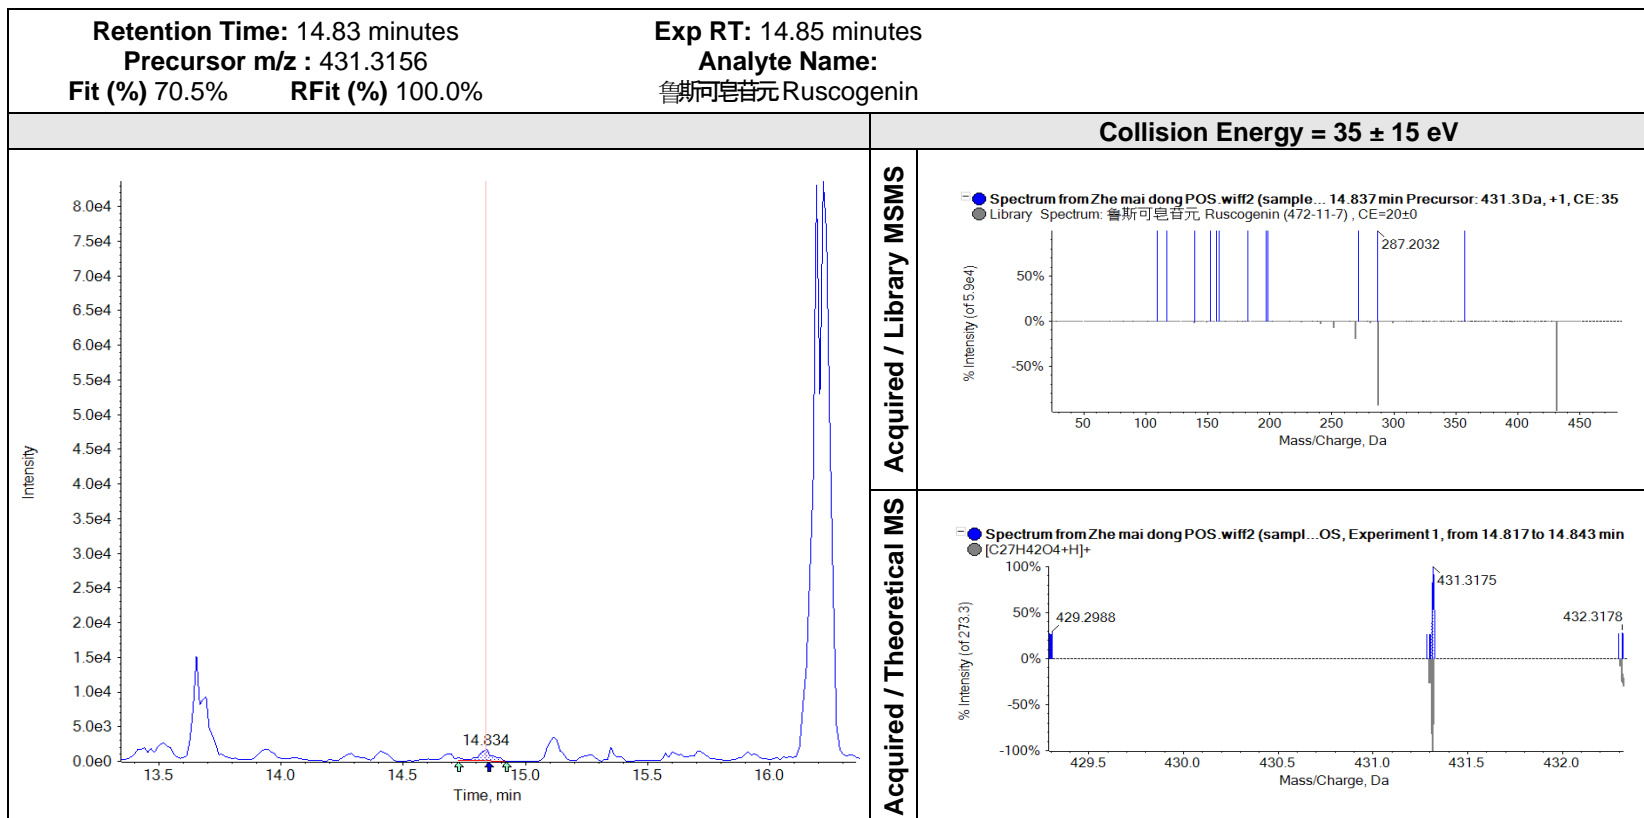 Retention Time: 14.83 minutes
Exp RT: 14.85 minutes
Precursor m/z : 431.3156
Analyte Name:
Fit (%) 70.5% RFit (%) 100.0%
鲁斯可皂苷元 Ruscogenin
Collision Energy = 35 ± 15 eV
Intensity
8.0e4
7.5e4
7.0e4
6.5e4
6.0e4
5.5e4
5.0e4
4.5e4
4.0e4
3.5e4
3.0e4
2.5e4
2.0e4
1.5e4
1.0e4
5.0e3
0.0e0
14.834
13.5 14.0 14.5 15.0 15.5 16.0
Time, min
Acquired / Library MSMS
Spectrum from Zhe mai dong POS.wiff2 (sample... 14.837 min Precursor: 431.3 Da, +1, CE: 35
Library Spectrum: 鲁斯可皂苷元 Ruscogenin (472-11-7) , CE=20±0
% Intensity (of 5.9e4)
287.2032
50%
0%
-50%
50 100 150 200 250 300 350 400 450
Mass/Charge, Da
Acquired / Theoretical MS
Spectrum from Zhe mai dong POS.wiff2 (sampl...OS, Experiment 1, from 14.817 to 14.843 min
[C27H42O4+H]+
% Intensity (of 273.3)
100%
50%
0%
-50%
-100%
429.2988
431.3175
432.3178
429.5 430.0 430.5 431.0 431.5 432.0
Mass/Charge, Da